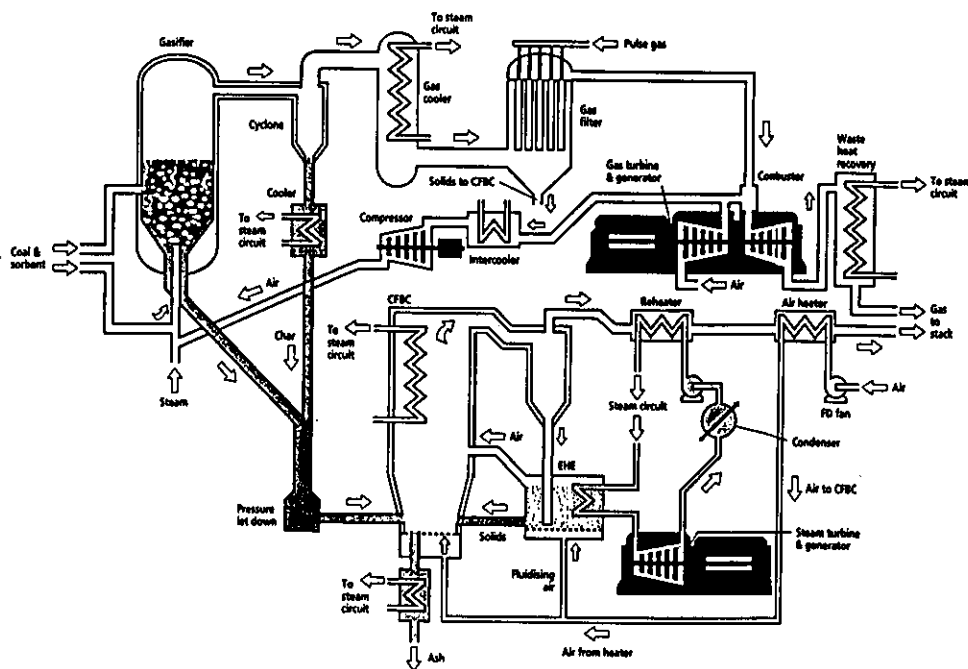 To steam
circuit
Gasifier
Pulse gas
Gas
cooler
Cyclone
Gas
filter
Waste
heat
recovery
Gas turbine
& generator
Combuster
Solids to CFBC
Cooler
To
steam
circuit
Compressor
To steam
circuit
Coal &
sorbent
Intercooler
Air
Air
CFBC
Reheater
Air heater
Gas
to
stack
To
steam
circuit
Char
Steam
Steam circuit
Air
FD fan
Air
Condenser
EHE
Air to CFBC
Pressure
let down
Solids
Steam turbine
& generator
To
steam
circuit
Fluidising
air
Ash
Air from heater